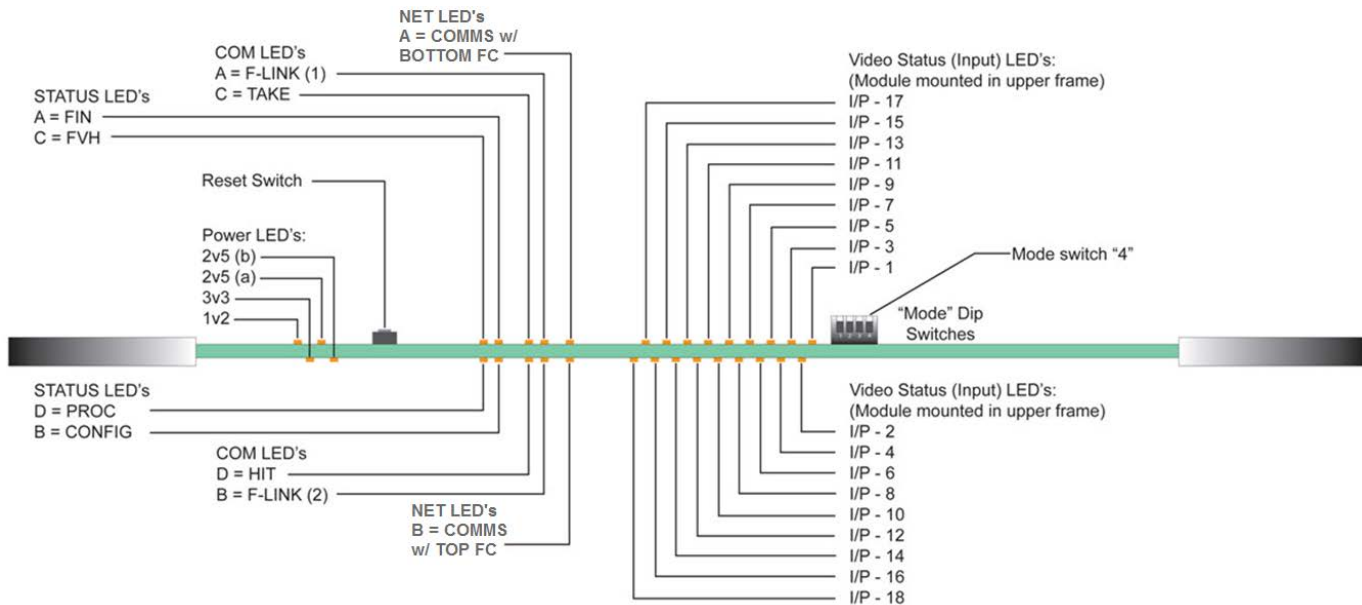 NET LED's
A = COMMS w/
BOTTOM FC
COM LED's
A = F-LINK (1)
C = TAKE
STATUS LED's
A = FIN
C = FVH
Reset Switch
Power LED's:
2v5 (b)
2v5 (a)
3v3
1v2
Video Status (Input) LED's:
(Module mounted in upper frame)
I/P - 17
I/P - 15
I/P - 13
I/P - 11
I/P - 9
I/P - 7
I/P - 5
I/P - 3
I/P - 1
Mode switch “4”
“Mode” Dip
Switches
STATUS LED's
D = PROC
B = CONFIG
COM LED's
D = HIT
B = F-LINK (2)
NET LED's
B = COMMS
w/ TOP FC
Video Status (Input) LED's:
(Module mounted in upper frame)
I/P - 2
I/P - 4
I/P - 6
I/P - 8
I/P - 10
I/P - 12
I/P - 14
I/P - 16
I/P - 18